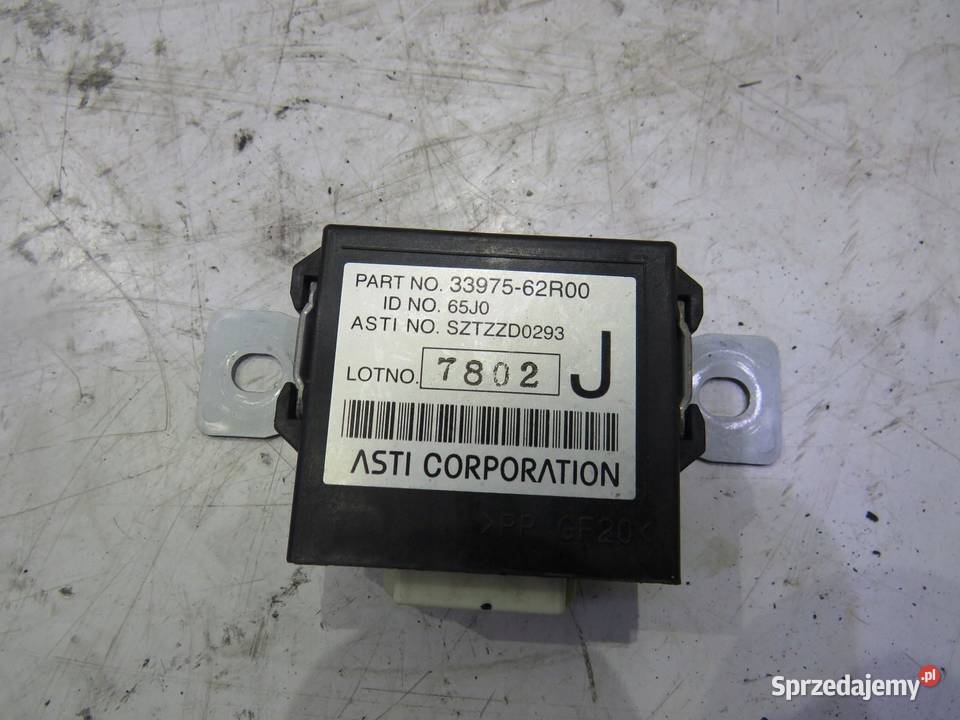 PART NO. 33975-62R00
ID NO. 65J0
ASTI NO. SZTZZD0293
LOTNO. 7802 J
ASTI CORPORATION
>PP GF20<
Sprzedajemy.pl